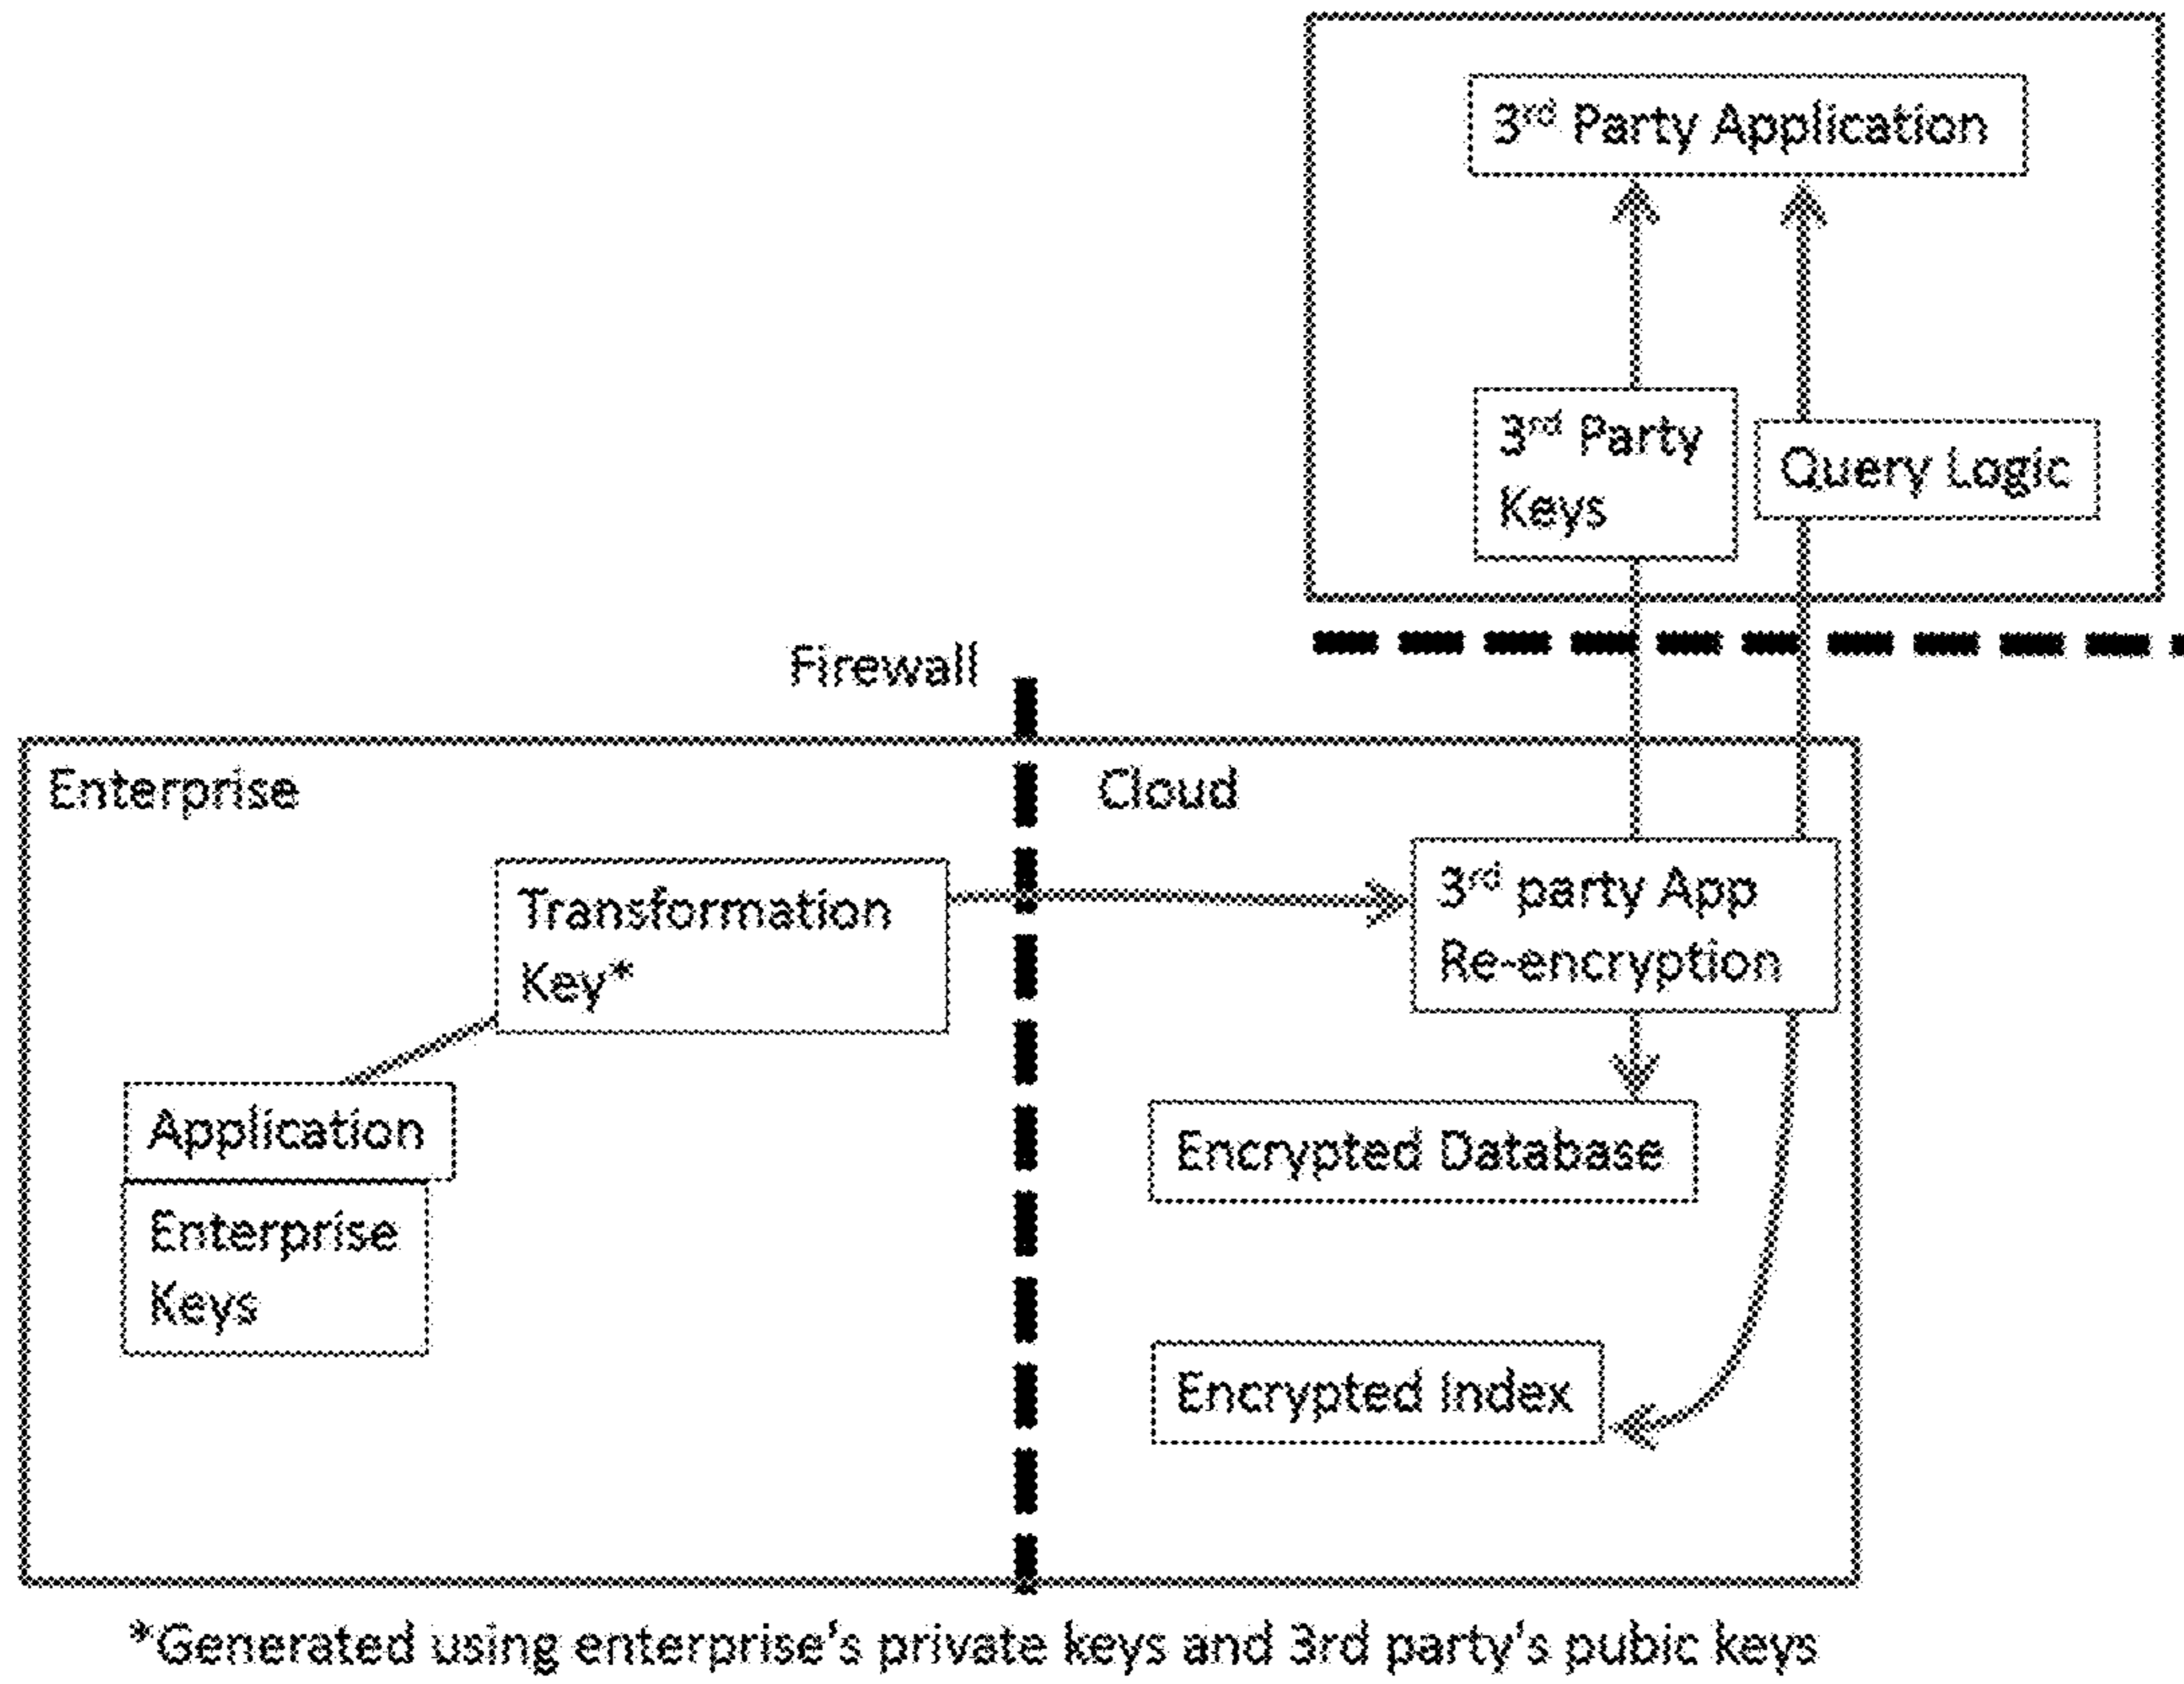 3rd Party Application
3rd Party
Keys
Query Logic
Firewall
Enterprise
Cloud
Transformation
Key*
3rd party App
Re-encryption
Application
Enterprise
Keys
Encrypted Database
Encrypted Index
*Generated using enterprise's private keys and 3rd party's pubic keys